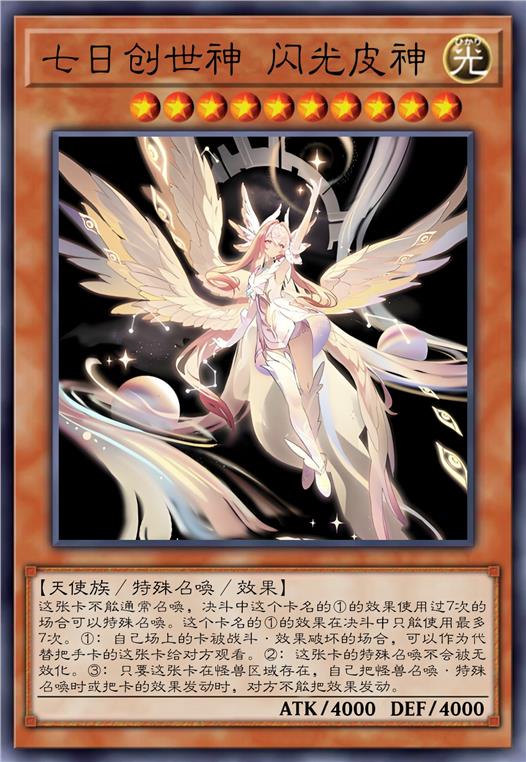 七日创世神 闪光皮神
ひかり
光
【天使族／特殊召唤／效果】
这张卡不能通常召唤，决斗中这个卡名的①的效果使用过7次的
场合可以特殊召唤。这个卡名的①的效果在决斗中只能使用最多
7次。①：自己场上的卡被战斗·效果破坏的场合，可以作为代
替把手卡的这张卡给对方观看。②：这张卡的特殊召唤不会被无
效化。③：只要这张卡在怪兽区域存在，自己把怪兽召唤·特殊
召唤时或把卡的效果发动时，对方不能把效果发动。
ATK/4000 DEF/4000